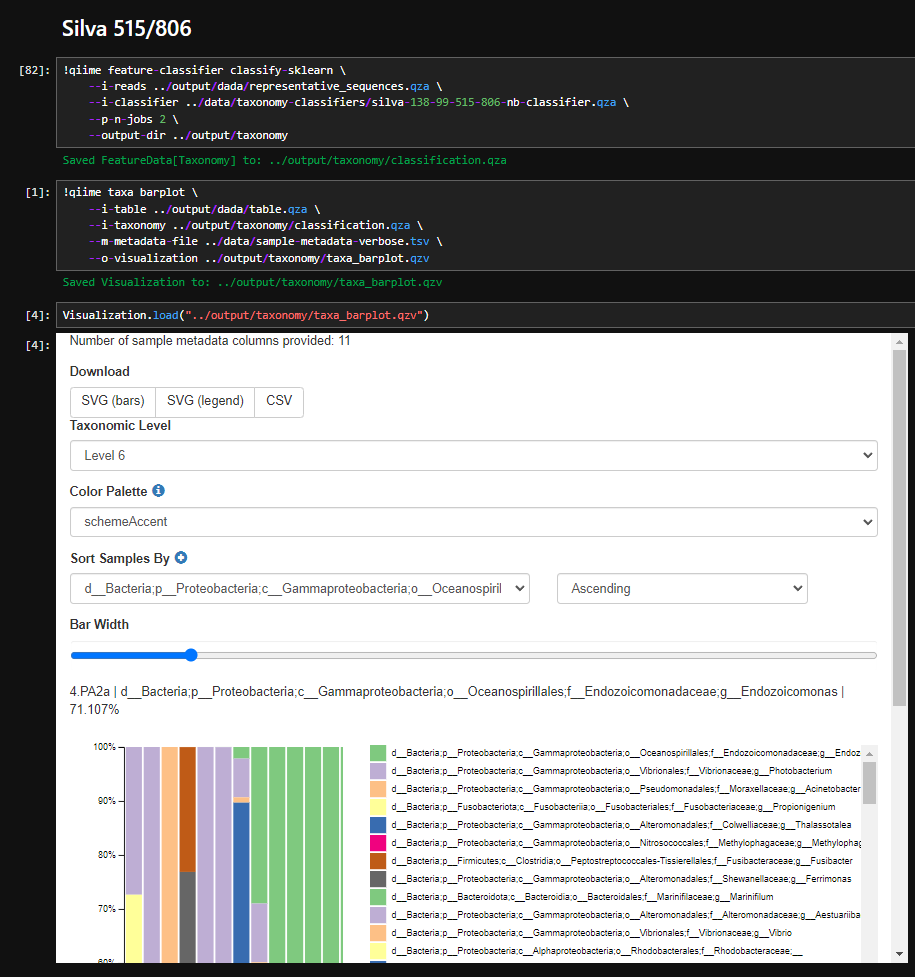 Silva 515/806
[82]:
!qiime feature-classifier classify-sklearn \
--i-reads ../output/dada/representative_sequences.qza \
--i-classifier ../data/taxonomy-classifiers/silva-138-99-515-806-nb-classifier.qza \
--p-n-jobs 2 \
--output-dir ../output/taxonomy
Saved FeatureData[Taxonomy] to: ../output/taxonomy/classification.qza
[1]:
!qiime taxa barplot \
--i-table ../output/dada/table.qza \
--i-taxonomy ../output/taxonomy/classification.qza \
--m-metadata-file ../data/sample-metadata-verbose.tsv \
--o-visualization ../output/taxonomy/taxa_barplot.qzv
Saved Visualization to: ../output/taxonomy/taxa_barplot.qzv
[4]:
Visualization.load("../output/taxonomy/taxa_barplot.qzv")
[4]:
Number of sample metadata columns provided: 11
Download
SVG (bars) SVG (legend) CSV
Taxonomic Level
Level 6
Color Palette
schemeAccent
Sort Samples By
d__Bacteria;p__Proteobacteria;c__Gammaproteobacteria;o__Oceanospiril
Ascending
Bar Width
4.PA2a | d__Bacteria;p__Proteobacteria;c__Gammaproteobacteria;o__Oceanospirillales;f__Endozoicomonadaceae;g__Endozoicomonas |
71.107%
100%
90%
80%
70%
60%
d__Bacteria;p__Proteobacteria;c__Gammaproteobacteria;o__Oceanospirillales;f__Endozoicomonadaceae;g__Endoz
d__Bacteria;p__Proteobacteria;c__Gammaproteobacteria;o__Vibrionales;f__Vibrionaceae;g__Photobacterium
d__Bacteria;p__Proteobacteria;c__Gammaproteobacteria;o__Pseudomonadales;f__Moraxellaceae;g__Acinetobacter
d__Bacteria;p__Fusobacteriota;c__Fusobacteriia;o__Fusobacteriales;f__Fusobacteriaceae;g__Propionigenium
d__Bacteria;p__Proteobacteria;c__Gammaproteobacteria;o__Alteromonadales;f__Colwelliaceae;g__Thalassotalea
d__Bacteria;p__Proteobacteria;c__Gammaproteobacteria;o__Nitrosococcales;f__Methylophagaceae;g__Methylophag
d__Bacteria;p__Firmicutes;c__Clostridia;o__Peptostreptococcales-Tissierellales;f__Fusibacteraceae;g__Fusibacter
d__Bacteria;p__Proteobacteria;c__Gammaproteobacteria;o__Alteromonadales;f__Shewanellaceae;g__Ferrimonas
d__Bacteria;p__Bacteroidota;c__Bacteroidia;o__Bacteroidales;f__Marinifilaceae;g__Marinifilum
d__Bacteria;p__Proteobacteria;c__Gammaproteobacteria;o__Alteromonadales;f__Alteromonadaceae;g__Aestuariiba
d__Bacteria;p__Proteobacteria;c__Gammaproteobacteria;o__Vibrionales;f__Vibrionaceae;g__Vibrio
d__Bacteria;p__Proteobacteria;c__Alphaproteobacteria;o__Rhodobacterales;f__Rhodobacteraceae;__